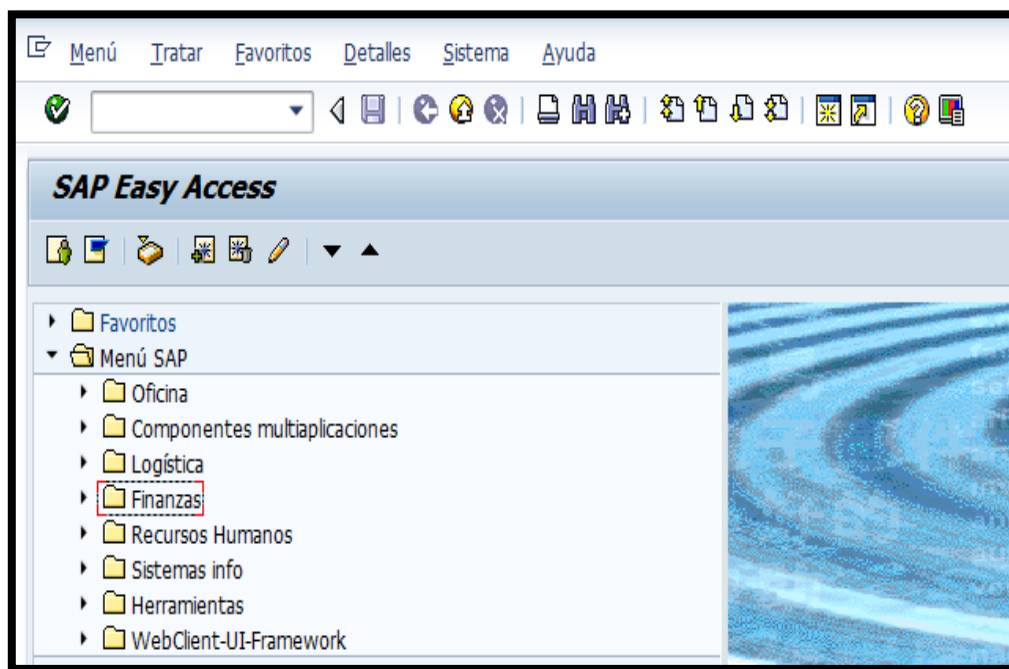 Menú Tratar Favoritos Detalles Sistema Ayuda
SAP Easy Access
Favoritos
Menú SAP
Oficina
Componentes multiaplicaciones
Logística
Finanzas
Recursos Humanos
Sistemas info
Herramientas
WebClient-UI-Framework